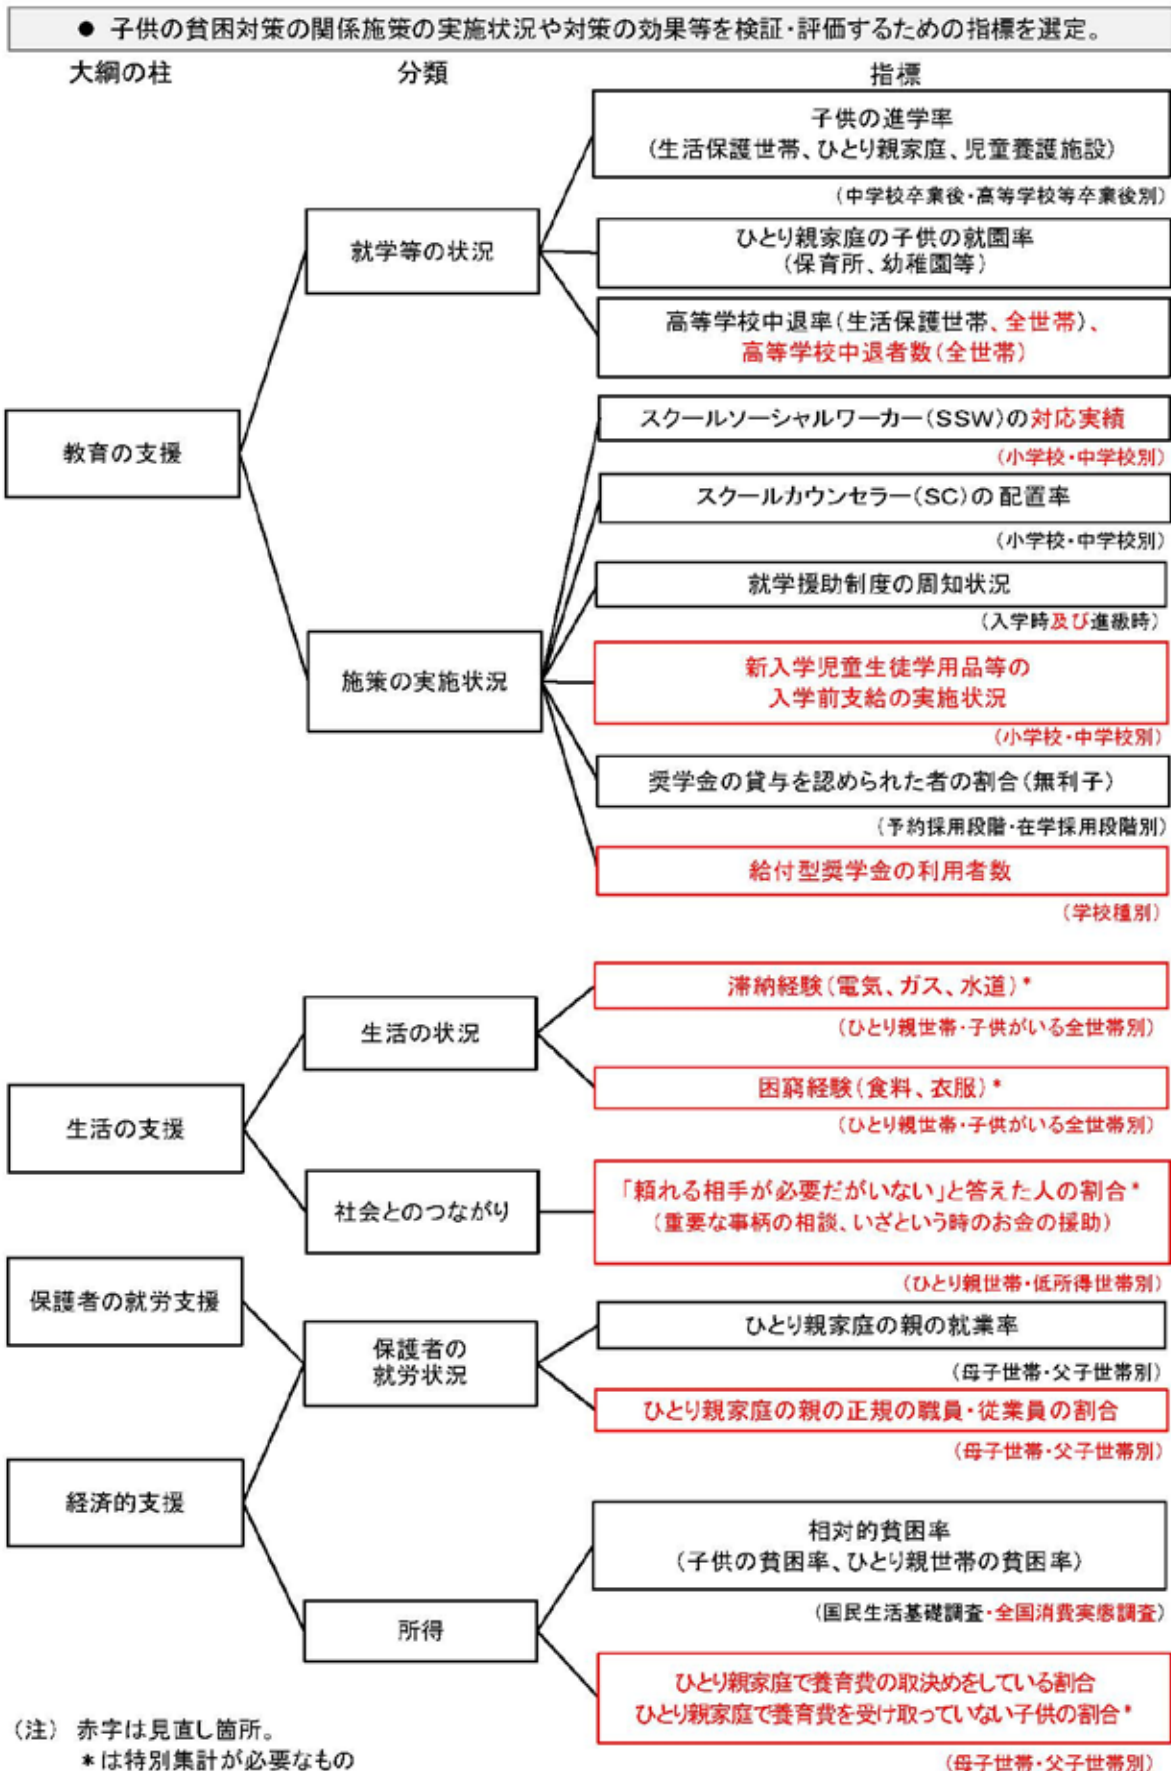 ● 子供の貧困対策の関係施策の実施状況や対策の効果等を検証・評価するための指標を選定。
大綱の柱
分類
指標
子供の進学率
(生活保護世帯、ひとり親家庭、児童養護施設)
(中学校卒業後・高等学校等卒業後別)
就学等の状況
ひとり親家庭の子供の就園率
(保育所、幼稚園等)
高等学校中退率(生活保護世帯、全世帯)、
高等学校中退者数(全世帯)
教育の支援
スクールソーシャルワーカー(SSW)の対応実績
(小学校・中学校別)
スクールカウンセラー(SC)の配置率
(小学校・中学校別)
就学援助制度の周知状況
(入学時及び進級時)
施策の実施状況
新入学児童生徒学用品等の
入学前支給の実施状況
(小学校・中学校別)
奨学金の貸与を認められた者の割合(無利子)
(予約採用段階・在学採用段階別)
給付型奨学金の利用者数
(学校種別)
滞納経験(電気、ガス、水道)*
(ひとり親世帯・子供がいる全世帯別)
生活の状況
困窮経験(食料、衣服)*
(ひとり親世帯・子供がいる全世帯別)
生活の支援
社会とのつながり
「頼れる相手が必要だがいない」と答えた人の割合*
(重要な事柄の相談、いざという時のお金の援助)
(ひとり親世帯・低所得世帯別)
保護者の就労支援
保護者の
就労状況
ひとり親家庭の親の就業率
(母子世帯・父子世帯別)
ひとり親家庭の親の正規の職員・従業員の割合
(母子世帯・父子世帯別)
経済的支援
相対的貧困率
(子供の貧困率、ひとり親世帯の貧困率)
(国民生活基礎調査・全国消費実態調査)
所得
ひとり親家庭で養育費の取決めをしている割合
ひとり親家庭で養育費を受け取っていない子供の割合*
(母子世帯・父子世帯別)
(注) 赤字は見直し箇所。
*は特別集計が必要なもの